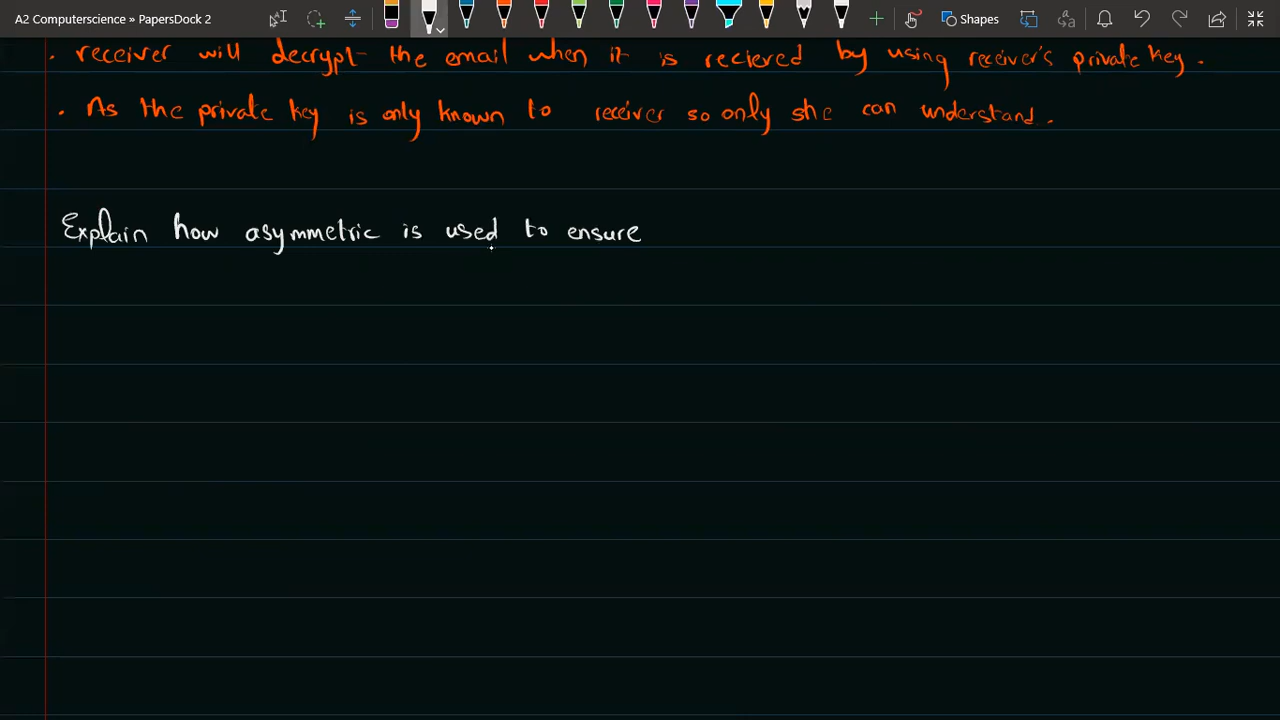 A2 Computerscience » PapersDock 2
Shapes
. receiver will decrypt the email when it is recieved by using receiver's private key.
. As the private key is only known to receiver so only she can understand.
Explain how asymmetric is used to ensure